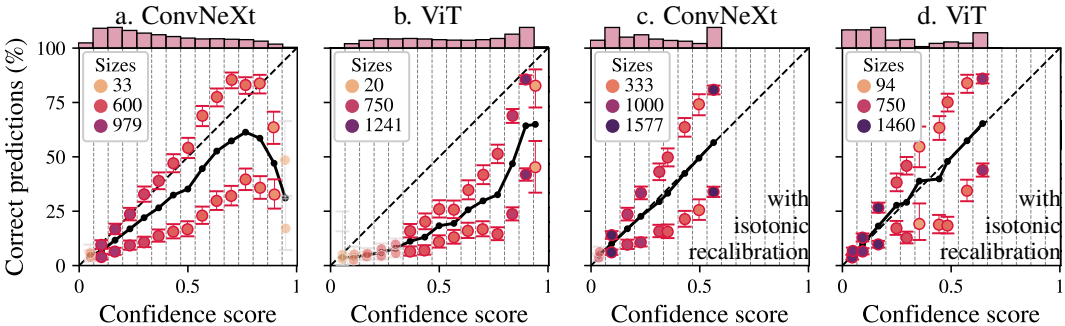 a. ConvNeXt
b. ViT
c. ConvNeXt
d. ViT
Correct predictions (%)
100
75
50
25
0
Sizes
33
600
979
0
0.5
1
Confidence score
Sizes
20
750
1241
0
0.5
1
Confidence score
Sizes
333
1000
1577
with
isotonic
recalibration
0
0.5
1
Confidence score
Sizes
94
750
1460
with
isotonic
recalibration
0
0.5
1
Confidence score